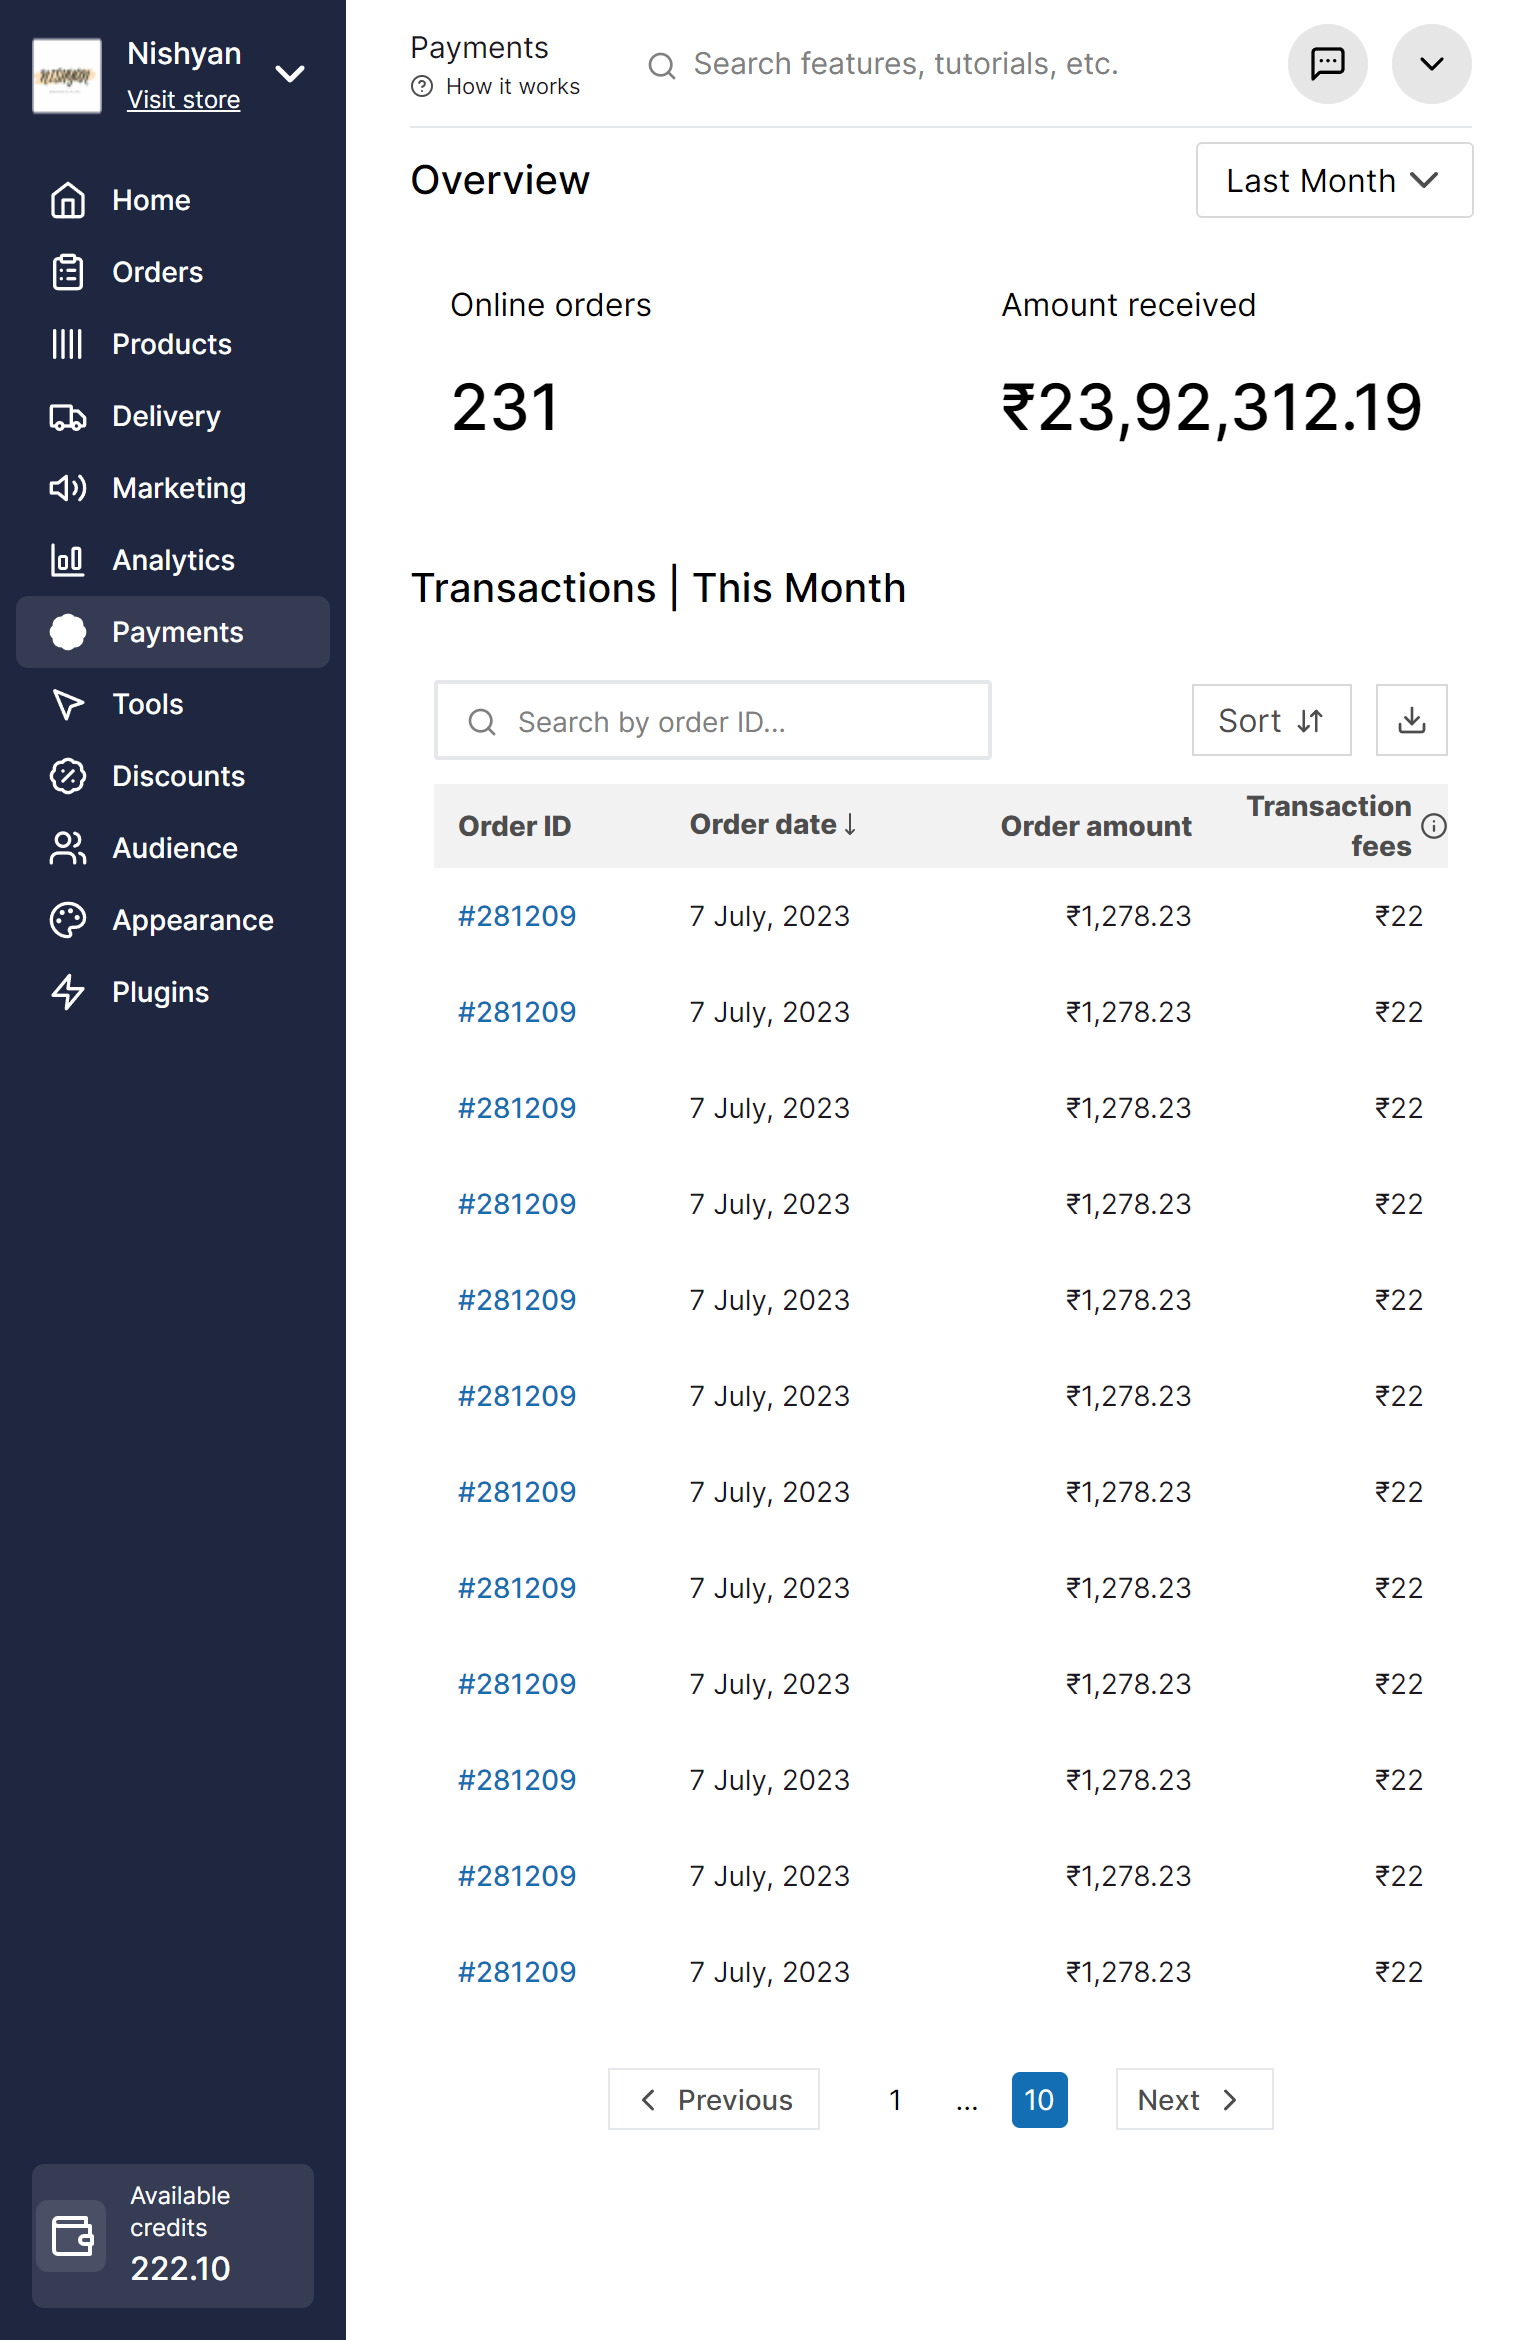 NISHYAN
Nishyan
Visit store
Home
Orders
Products
Delivery
Marketing
Analytics
Payments
Tools
Discounts
Audience
Appearance
Plugins
Available
credits
222.10
Payments
How it works
Search features, tutorials, etc.
Overview
Last Month
Online orders
231
Amount received
₹23,92,312.19
Transactions | This Month
Search by order ID...
Sort
Order ID Order date ↓ Order amount Transaction fees
#281209 7 July, 2023 ₹1,278.23 ₹22
#281209 7 July, 2023 ₹1,278.23 ₹22
#281209 7 July, 2023 ₹1,278.23 ₹22
#281209 7 July, 2023 ₹1,278.23 ₹22
#281209 7 July, 2023 ₹1,278.23 ₹22
#281209 7 July, 2023 ₹1,278.23 ₹22
#281209 7 July, 2023 ₹1,278.23 ₹22
#281209 7 July, 2023 ₹1,278.23 ₹22
#281209 7 July, 2023 ₹1,278.23 ₹22
#281209 7 July, 2023 ₹1,278.23 ₹22
#281209 7 July, 2023 ₹1,278.23 ₹22
#281209 7 July, 2023 ₹1,278.23 ₹22
Previous 1 ... 10 Next